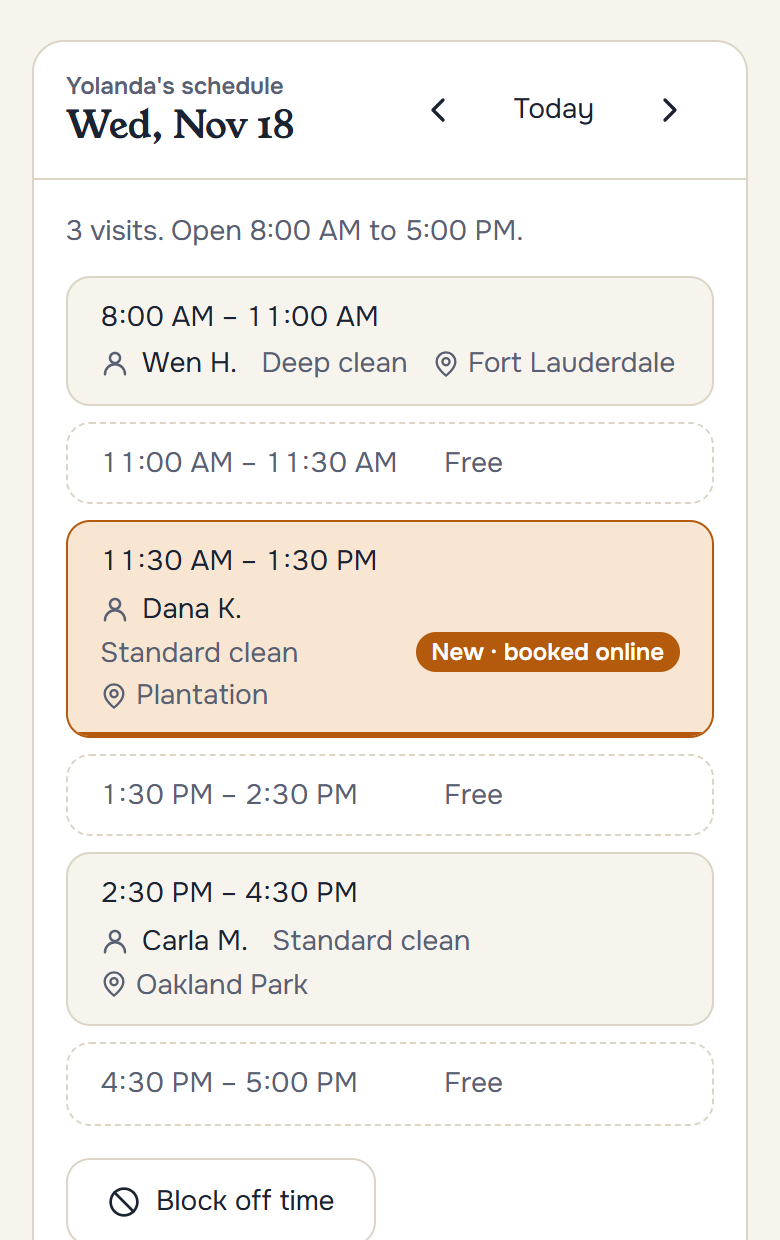 Yolanda's schedule
Wed, Nov 18
Today
3 visits. Open 8:00 AM to 5:00 PM.
8:00 AM – 11:00 AM
Wen H. Deep clean Fort Lauderdale
11:00 AM – 11:30 AM Free
11:30 AM – 1:30 PM
Dana K.
Standard clean New · booked online
Plantation
1:30 PM – 2:30 PM Free
2:30 PM – 4:30 PM
Carla M. Standard clean
Oakland Park
4:30 PM – 5:00 PM Free
Block off time